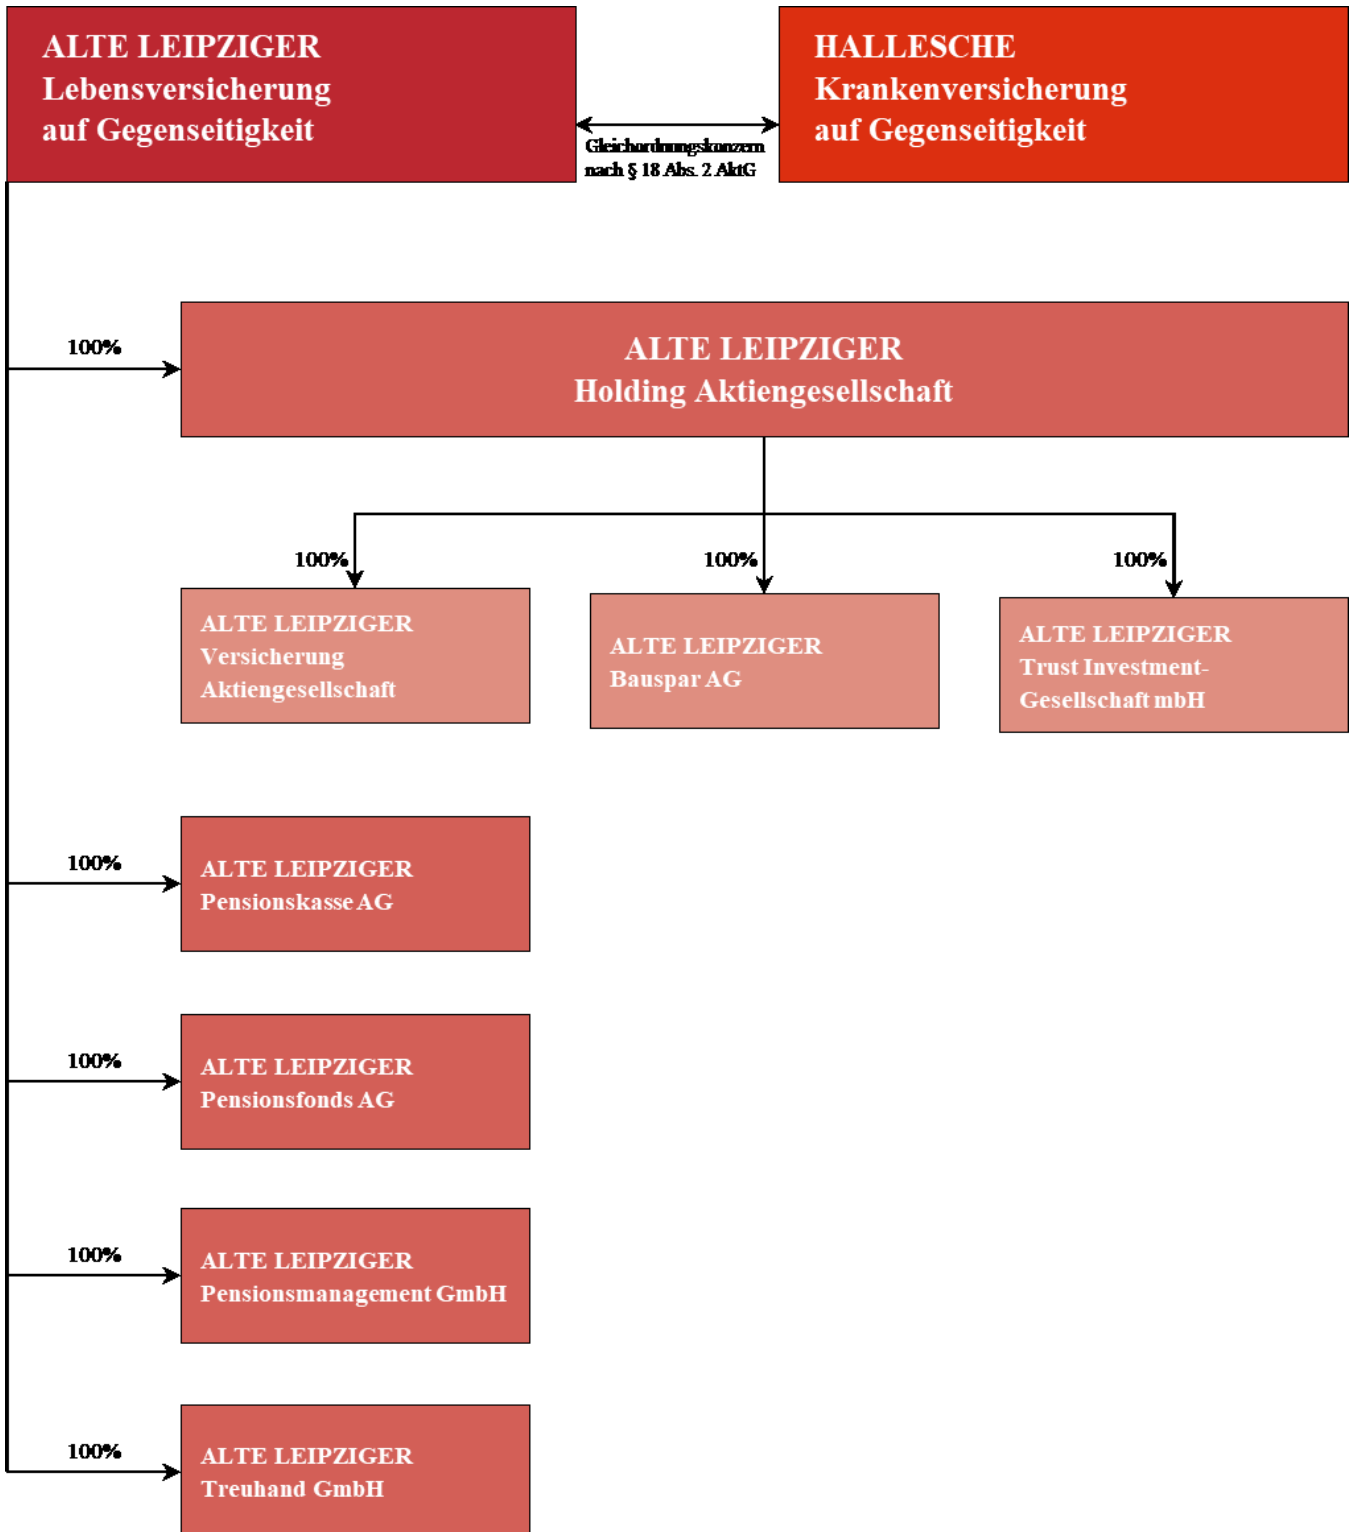 ALTE LEIPZIGER
Lebensversicherung
auf Gegenseitigkeit
HALLESCHE
Krankenversicherung
auf Gegenseitigkeit
Gleichordnungskonzern
nach § 18 Abs. 2 AktG
100%
ALTE LEIPZIGER
Holding Aktiengesellschaft
100%
100%
100%
ALTE LEIPZIGER
Versicherung
Aktiengesellschaft
ALTE LEIPZIGER
Bauspar AG
ALTE LEIPZIGER
Trust Investment-
Gesellschaft mbH
100%
ALTE LEIPZIGER
Pensionskasse AG
100%
ALTE LEIPZIGER
Pensionsfonds AG
100%
ALTE LEIPZIGER
Pensionsmanagement GmbH
100%
ALTE LEIPZIGER
Treuhand GmbH